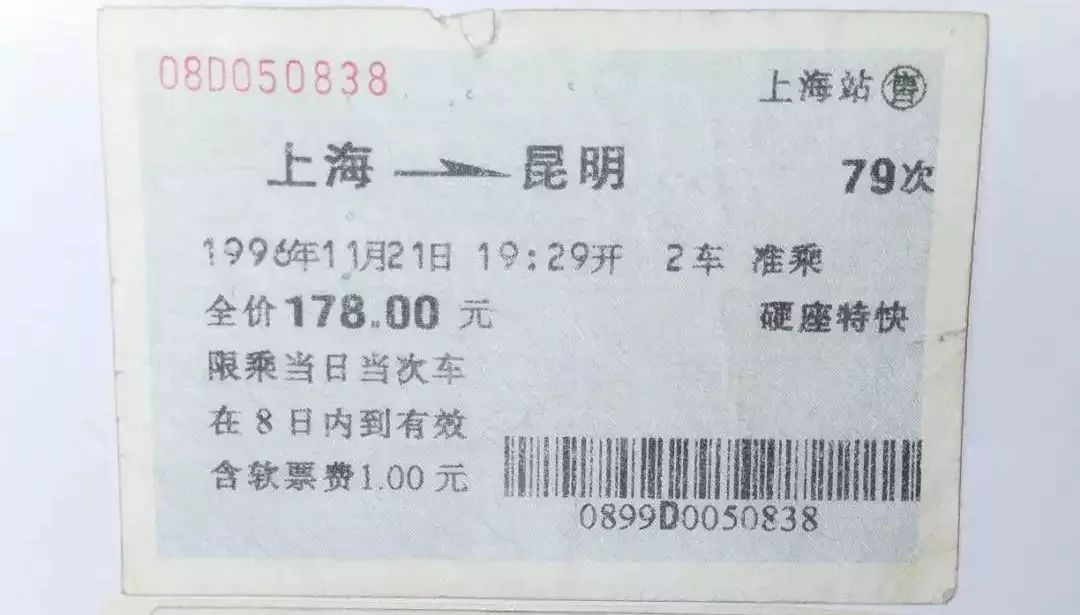 08D050838
上海站 售
上海 昆明 79次
1996年11月21日 19:29开 2车 准乘
全价178.00元 硬座特快
限乘当日当次车
在8日内到有效
含软票费1.00元
0899D0050838